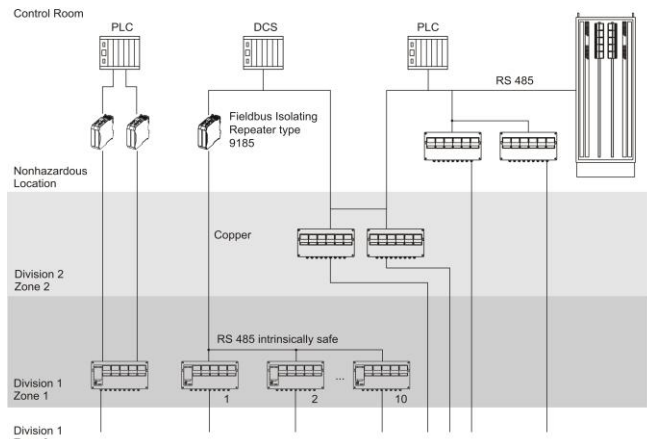 Control Room
PLC
DCS
PLC
RS 485
Fieldbus Isolating
Repeater type
9185
Nonhazardous
Location
Copper
Division 2
Zone 2
RS 485 intrinsically safe
Division 1
Zone 1
1
2
...
10
Division 1